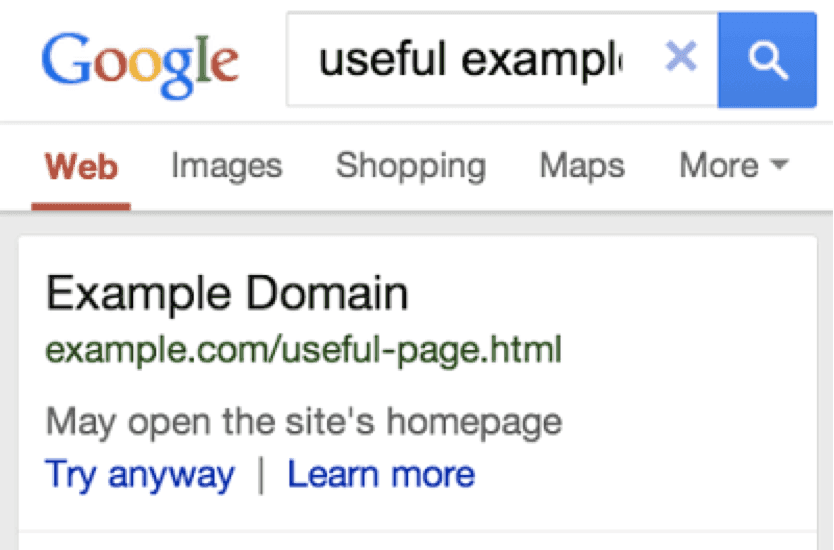 Google useful exampl
Web Images Shopping Maps More
Example Domain
example.com/useful-page.html
May open the site's homepage
Try anyway | Learn more